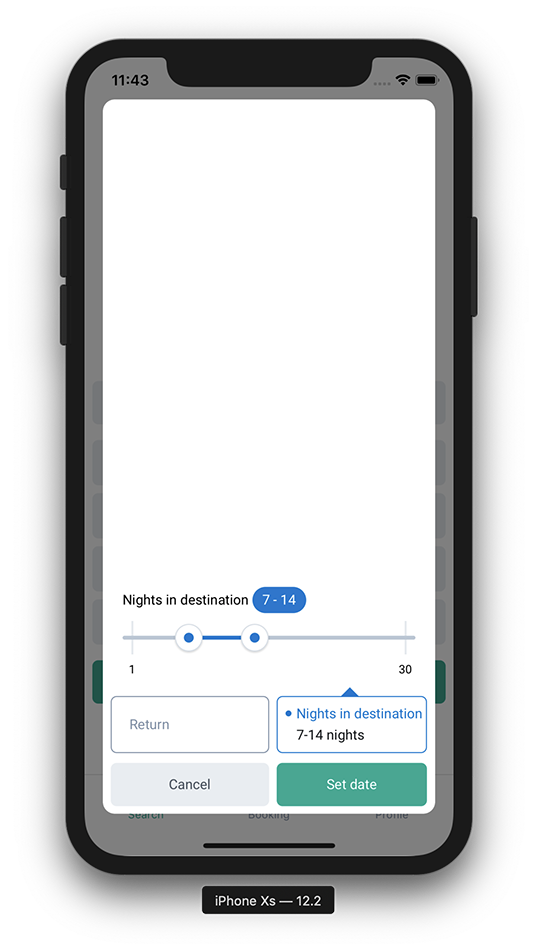 11:43
Nights in destination 7 - 14
1
30
Return
Nights in destination
7-14 nights
Cancel
Set date
Search
Booking
Profile
iPhone Xs — 12.2